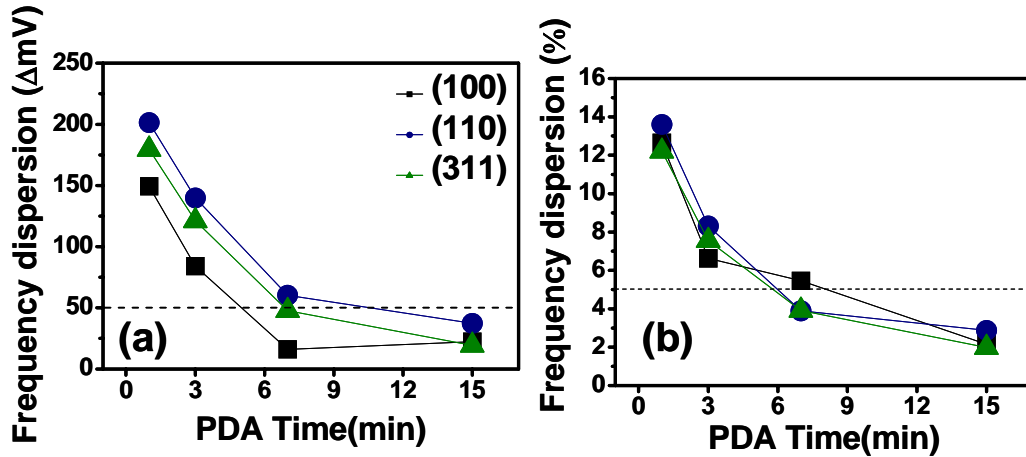 Frequency dispersion (ΔmV)
250
200
150
100
50
0
0 3 6 9 12 15
PDA Time(min)
(100)
(110)
(311)
(a)
Frequency dispersion (%)
16
14
12
10
8
6
4
2
0
0 3 6 9 12 15
PDA Time(min)
(b)